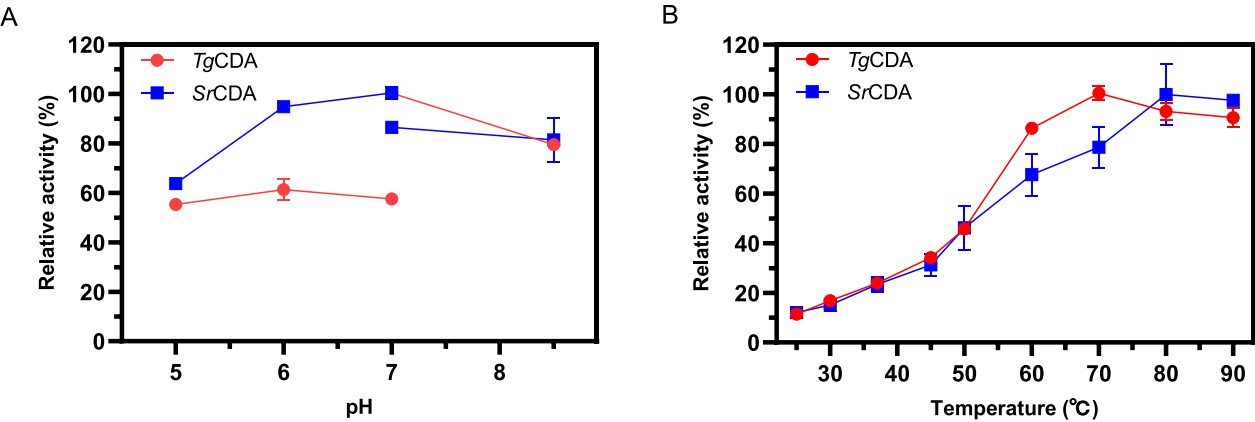 A
Relative activity (%)
120
100
80
60
40
20
0
TgCDA
SrCDA
5 6 7 8
pH
B
Relative activity (%)
120
100
80
60
40
20
0
TgCDA
SrCDA
30 40 50 60 70 80 90
Temperature (°C)